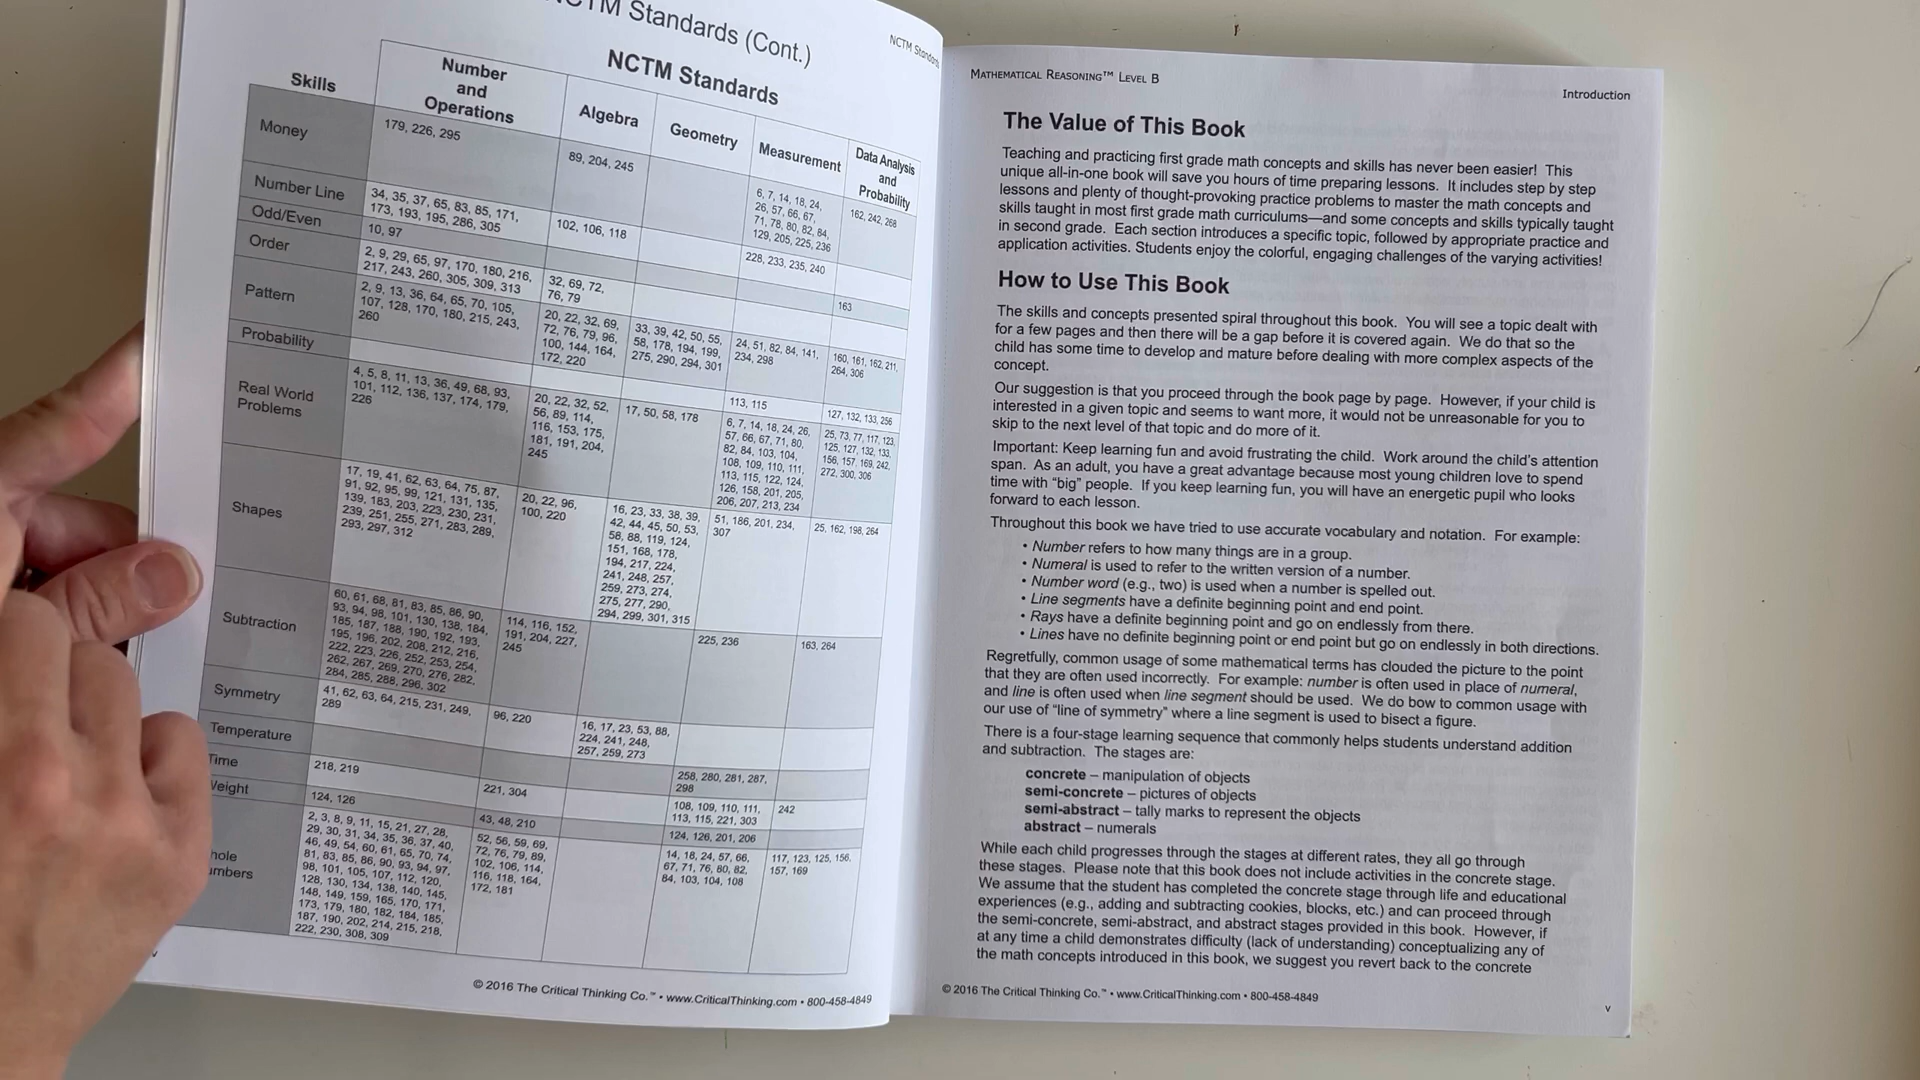 NCTM Standards (Cont.)
NCTM Standards
NCTM Standards
Skills
Number
and
Operations
Algebra
Geometry
Measurement
Data Analysis
and
Probability
Money
179, 226, 295
89, 204, 245
6, 7, 14, 18, 24,
26, 57, 66, 67,
71, 78, 80, 82, 84,
129, 205, 225, 236
162, 242, 268
Number Line
34, 35, 37, 65, 83, 85, 171,
173, 193, 195, 286, 305
102, 106, 118
228, 233, 235, 240
Odd/Even
10, 97
163
Order
2, 9, 29, 65, 97, 170, 180, 216,
217, 243, 260, 305, 309, 313
32, 69, 72,
76, 79
Pattern
2, 9, 13, 36, 64, 65, 70, 105,
107, 128, 170, 180, 215, 243,
260
20, 22, 32, 69,
72, 76, 79, 96,
100, 144, 164,
172, 220
33, 39, 42, 50, 55,
58, 178, 194, 199,
275, 290, 294, 301
24, 51, 82, 84, 141,
234, 298
160, 161, 162, 211,
264, 306
Probability
113, 115
127, 132, 133, 256
Real World
Problems
4, 5, 8, 11, 13, 36, 49, 68, 93,
101, 112, 136, 137, 174, 179,
226
20, 22, 32, 52,
56, 89, 114,
116, 153, 175,
181, 191, 204,
245
17, 50, 58, 178
6, 7, 14, 18, 24, 26,
57, 66, 67, 71, 80,
82, 84, 103, 104,
108, 109, 110, 111,
113, 115, 122, 124,
126, 158, 201, 205,
206, 207, 213, 234
25, 73, 77, 117, 123,
125, 127, 132, 133,
156, 157, 169, 242,
272, 300, 306
Shapes
17, 19, 41, 62, 63, 64, 75, 87,
91, 92, 95, 99, 121, 131, 135,
139, 183, 203, 223, 230, 231,
239, 251, 255, 271, 283, 289,
293, 297, 312
20, 22, 96,
100, 220
16, 23, 33, 38, 39,
42, 44, 45, 50, 53,
58, 88, 119, 124,
151, 168, 178,
194, 217, 224,
241, 248, 257,
259, 273, 274,
275, 277, 290,
294, 299, 301, 315
51, 186, 201, 234,
307
25, 162, 198, 264
Subtraction
60, 61, 68, 81, 83, 85, 86, 90,
93, 94, 98, 101, 130, 138, 184,
185, 187, 188, 190, 192, 193,
195, 196, 202, 208, 212, 216,
222, 223, 226, 252, 253, 254,
262, 267, 269, 270, 276, 282,
284, 285, 288, 296, 302
114, 116, 152,
191, 204, 227,
245
225, 236
163, 264
Symmetry
41, 62, 63, 64, 215, 231, 249,
289
96, 220
16, 17, 23, 53, 88,
224, 241, 248,
257, 259, 273
Temperature
258, 280, 281, 287,
298
Time
218, 219
221, 304
108, 109, 110, 111,
113, 115, 221, 303
242
Weight
124, 126
43, 48, 210
124, 126, 201, 206
hole
umbers
2, 3, 8, 9, 11, 15, 21, 27, 28,
29, 30, 31, 34, 35, 36, 37, 40,
46, 49, 54, 60, 61, 65, 70, 74,
81, 83, 85, 86, 90, 93, 94, 97,
98, 101, 105, 107, 112, 120,
128, 130, 134, 138, 140, 145,
148, 149, 159, 165, 170, 171,
173, 179, 180, 182, 184, 185,
187, 190, 202, 214, 215, 218,
222, 230, 308, 309
52, 56, 59, 69,
72, 76, 79, 89,
102, 106, 114,
116, 118, 164,
172, 181
14, 18, 24, 57, 66,
67, 71, 76, 80, 82,
84, 103, 104, 108
117, 123, 125, 156,
157, 169
© 2016 The Critical Thinking Co.™ • www.CriticalThinking.com • 800-458-4849
Mathematical Reasoning™ Level B
Introduction
The Value of This Book
Teaching and practicing first grade math concepts and skills has never been easier! This
unique all-in-one book will save you hours of time preparing lessons. It includes step by step
lessons and plenty of thought-provoking practice problems to master the math concepts and
skills taught in most first grade math curriculums—and some concepts and skills typically taught
in second grade. Each section introduces a specific topic, followed by appropriate practice and
application activities. Students enjoy the colorful, engaging challenges of the varying activities!
How to Use This Book
The skills and concepts presented spiral throughout this book. You will see a topic dealt with
for a few pages and then there will be a gap before it is covered again. We do that so the
child has some time to develop and mature before dealing with more complex aspects of the
concept.
Our suggestion is that you proceed through the book page by page. However, if your child is
interested in a given topic and seems to want more, it would not be unreasonable for you to
skip to the next level of that topic and do more of it.
Important: Keep learning fun and avoid frustrating the child. Work around the child's attention
span. As an adult, you have a great advantage because most young children love to spend
time with "big" people. If you keep learning fun, you will have an energetic pupil who looks
forward to each lesson.
Throughout this book we have tried to use accurate vocabulary and notation. For example:
• Number refers to how many things are in a group.
• Numeral is used to refer to the written version of a number.
• Number word (e.g., two) is used when a number is spelled out.
• Line segments have a definite beginning point and end point.
• Rays have a definite beginning point and go on endlessly from there.
• Lines have no definite beginning point or end point but go on endlessly in both directions.
Regretfully, common usage of some mathematical terms has clouded the picture to the point
that they are often used incorrectly. For example: number is often used in place of numeral,
and line is often used when line segment should be used. We do bow to common usage with
our use of "line of symmetry" where a line segment is used to bisect a figure.
There is a four-stage learning sequence that commonly helps students understand addition
and subtraction. The stages are:
concrete – manipulation of objects
semi-concrete – pictures of objects
semi-abstract – tally marks to represent the objects
abstract – numerals
While each child progresses through the stages at different rates, they all go through
these stages. Please note that this book does not include activities in the concrete stage.
We assume that the student has completed the concrete stage through life and educational
experiences (e.g., adding and subtracting cookies, blocks, etc.) and can proceed through
the semi-concrete, semi-abstract, and abstract stages provided in this book. However, if
at any time a child demonstrates difficulty (lack of understanding) conceptualizing any of
the math concepts introduced in this book, we suggest you revert back to the concrete
© 2016 The Critical Thinking Co.™ • www.CriticalThinking.com • 800-458-4849
v